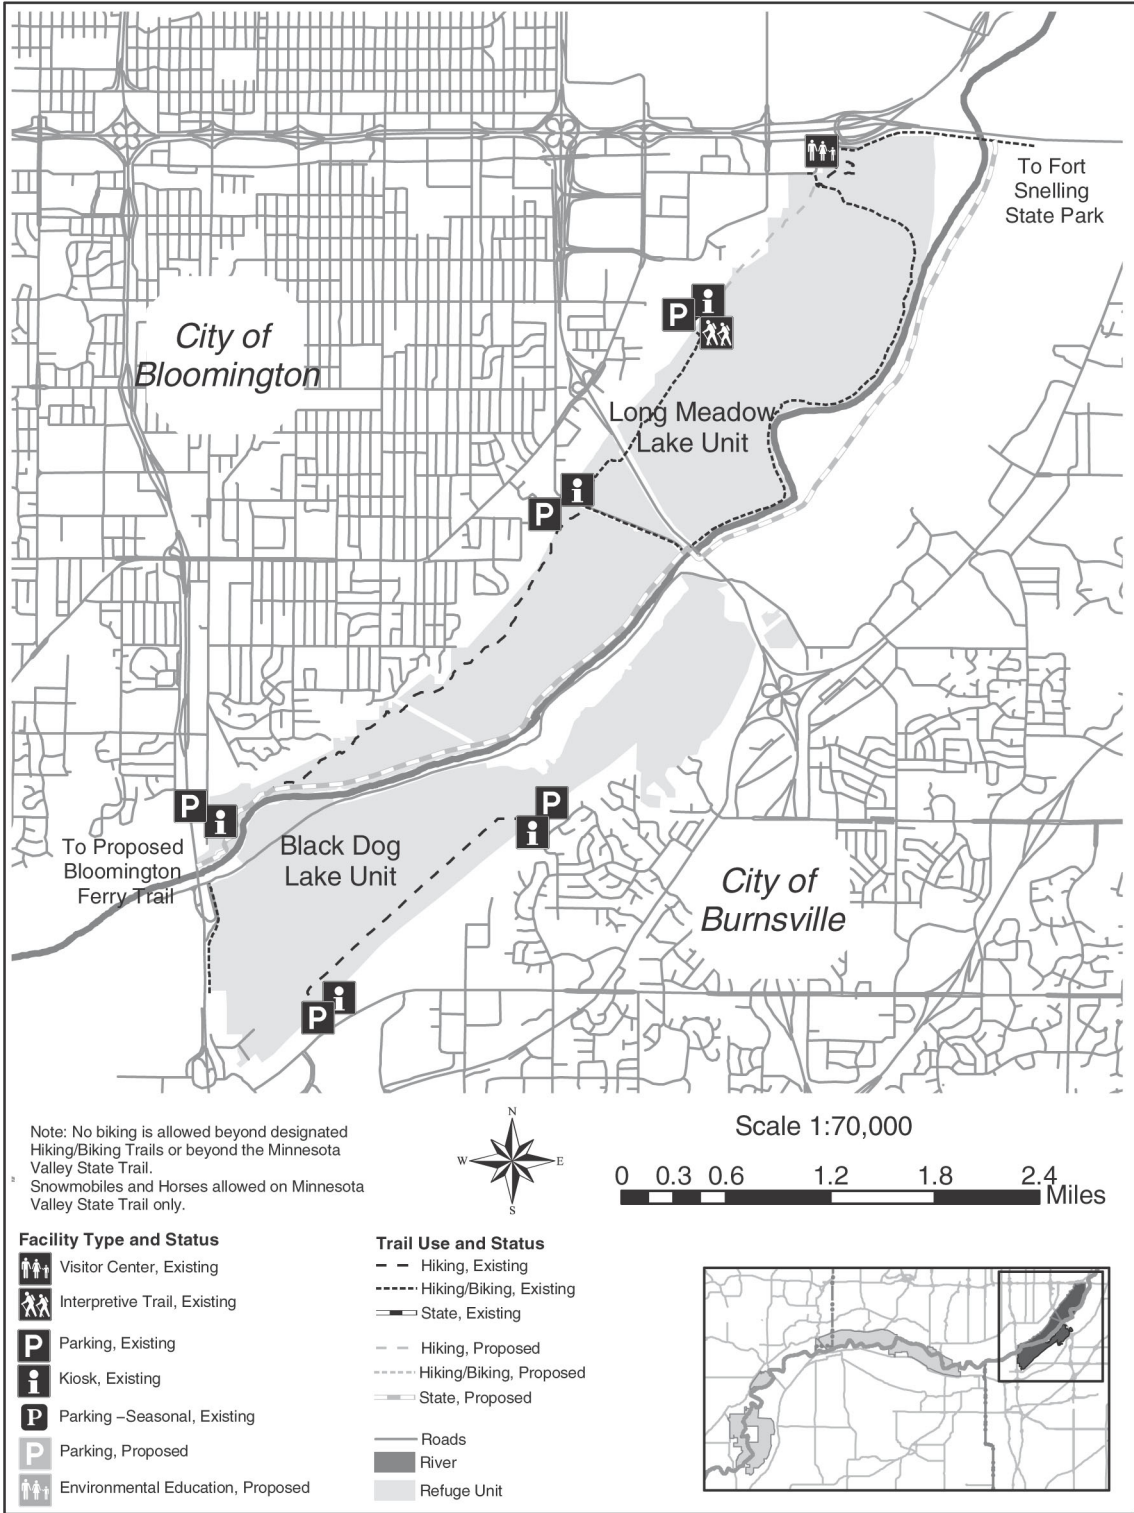 To Fort
Snelling
State Park
P
i
City of
Bloomington
Long Meadow
Lake Unit
i
P
P
i
P
i
To Proposed
Bloomington
Ferry Trail
Black Dog
Lake Unit
City of
Burnsville
i
P
Note: No biking is allowed beyond designated
Hiking/Biking Trails or beyond the Minnesota
Valley State Trail.
Snowmobiles and Horses allowed on Minnesota
Valley State Trail only.
N
W E
S
Scale 1:70,000
0 0.3 0.6 1.2 1.8 2.4
Miles
Facility Type and Status
Visitor Center, Existing
Interpretive Trail, Existing
P Parking, Existing
i Kiosk, Existing
P Parking –Seasonal, Existing
P Parking, Proposed
Environmental Education, Proposed
Trail Use and Status
Hiking, Existing
Hiking/Biking, Existing
State, Existing
Hiking, Proposed
Hiking/Biking, Proposed
State, Proposed
Roads
River
Refuge Unit